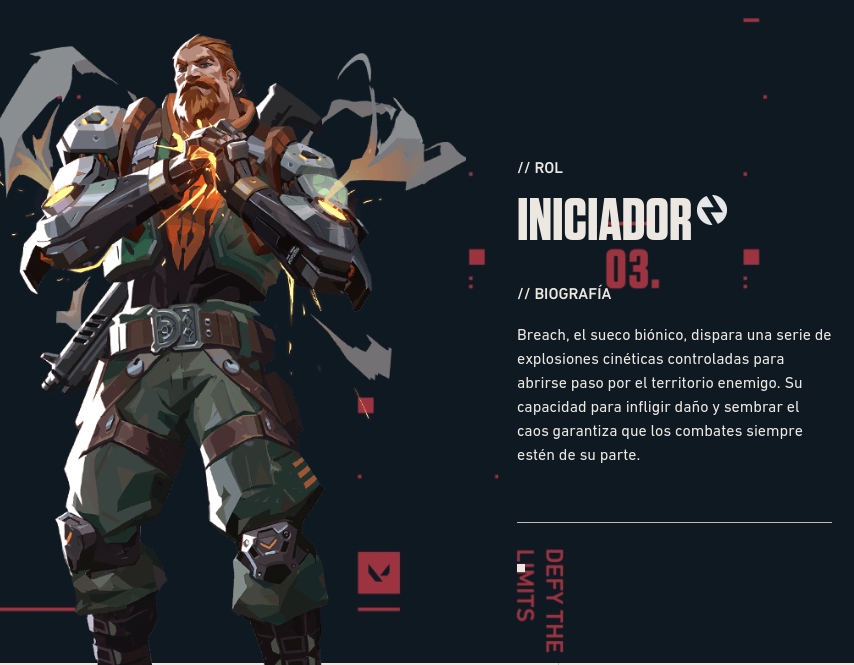 // ROL
INICIADOR
03.
// BIOGRAFÍA
Breach, el sueco biónico, dispara una serie de
explosiones cinéticas controladas para
abrirse paso por el territorio enemigo. Su
capacidad para infligir daño y sembrar el
caos garantiza que los combates siempre
estén de su parte.
DEFY THE
LIMITS